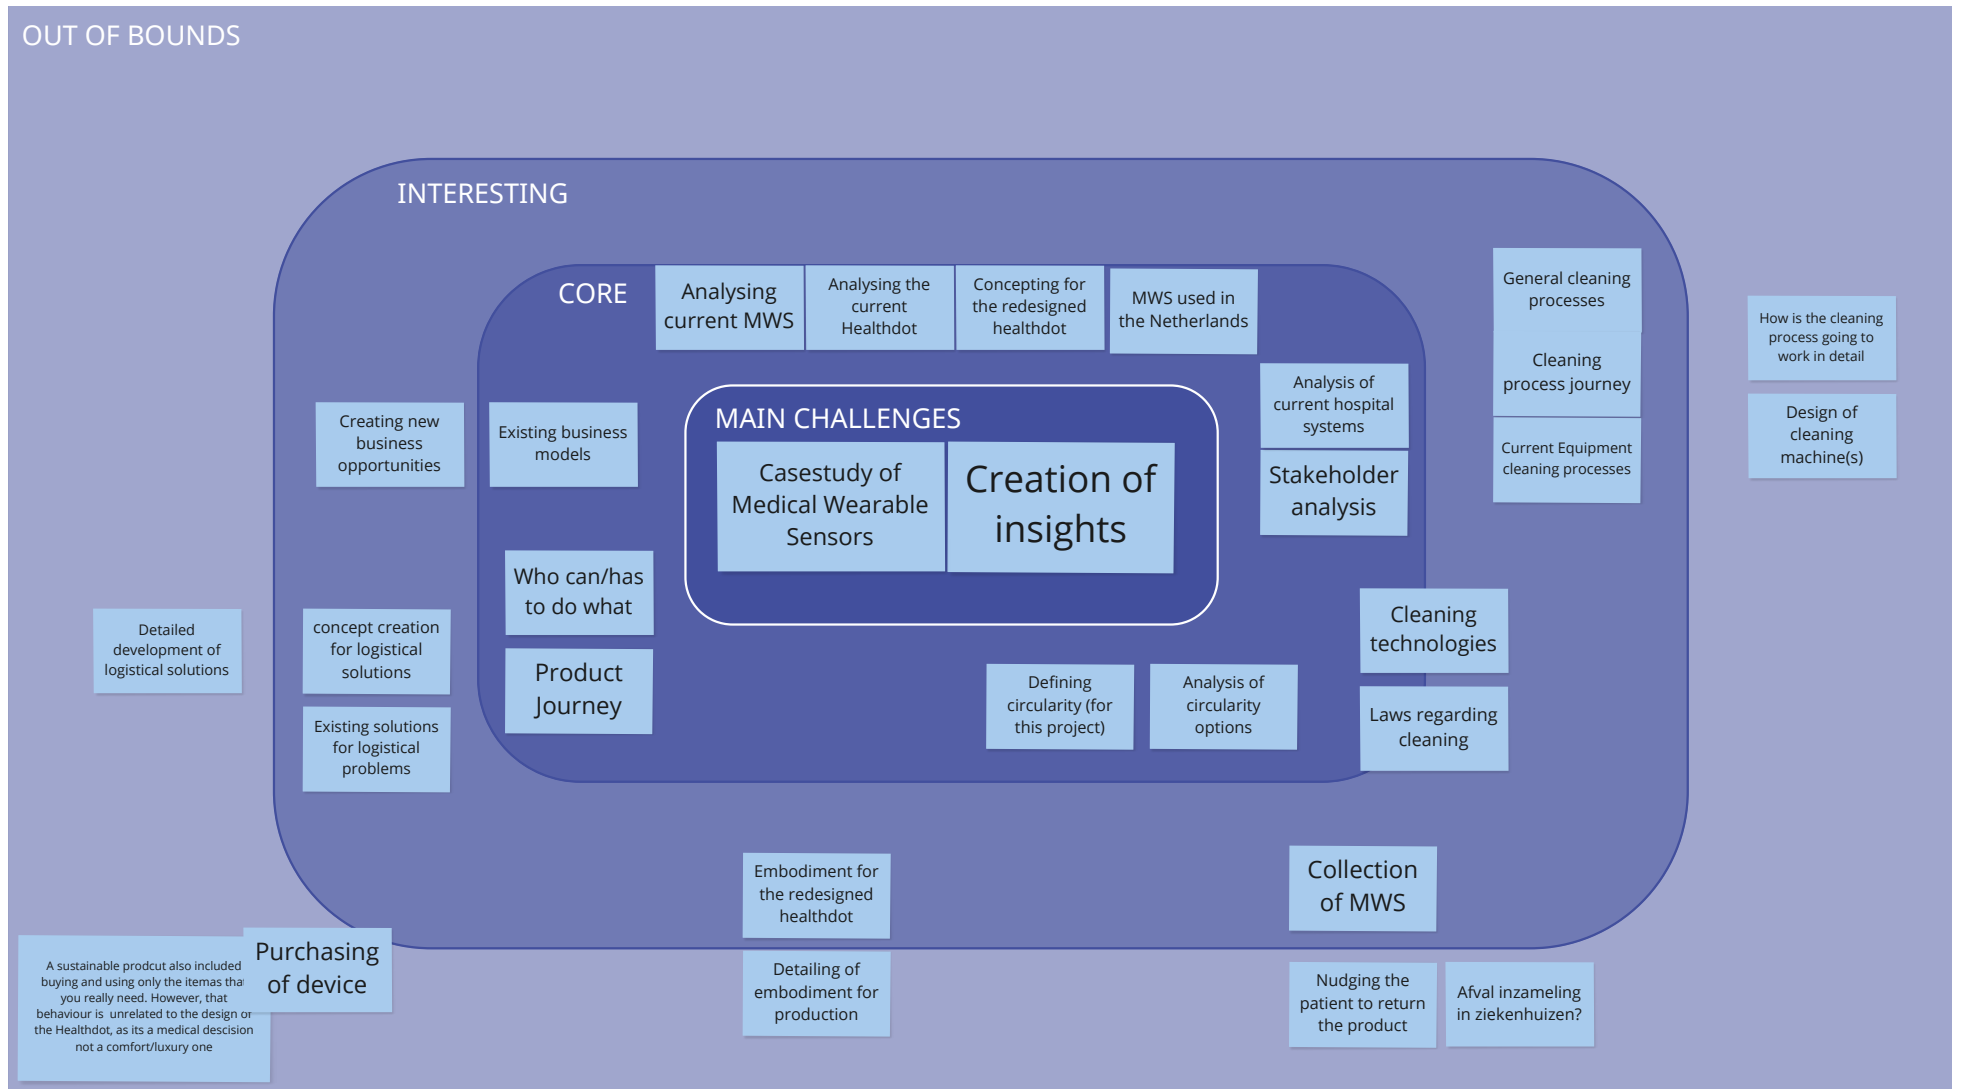 OUT OF BOUNDS
INTERESTING
CORE
Analysing
current MWS
Analysing the
current
Healthdot
Concepting for
the redesigned
healthdot
MWS used in
the Netherlands
General cleaning
processes
Cleaning
process journey
Current Equipment
cleaning processes
How is the cleaning
process going to
work in detail
Design of
cleaning
machine(s)
Analysis of
current hospital
systems
Stakeholder
analysis
Creating new
business
opportunities
Existing business
models
MAIN CHALLENGES
Casestudy of
Medical Wearable
Sensors
Creation of
insights
Who can/has
to do what
Product
Journey
Detailed
development of
logistical solutions
concept creation
for logistical
solutions
Existing solutions
for logistical
problems
Defining
circularity (for
this project)
Analysis of
circularity
options
Cleaning
technologies
Laws regarding
cleaning
Embodiment for
the redesigned
healthdot
Detailing of
embodiment for
production
Collection
of MWS
Nudging the
patient to return
the product
Afval inzameling
in ziekenhuizen?
Purchasing
of device
A sustainable prodcut also included
buying and using only the itemas that
you really need. However, that
behaviour is unrelated to the design of
the Healthdot, as its a medical descision
not a comfort/luxury one